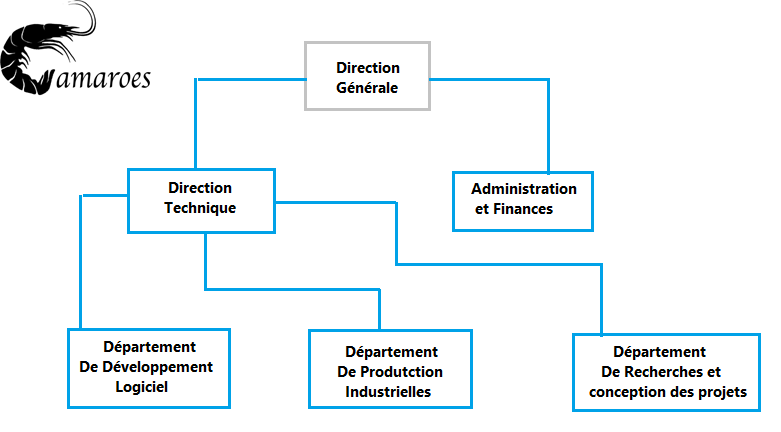 Camaroes
Direction
Générale
Direction
Technique
Administration
et Finances
Département
De Développement
Logiciel
Département
De Produtction
Industrielles
Département
De Recherches et
conception des projets